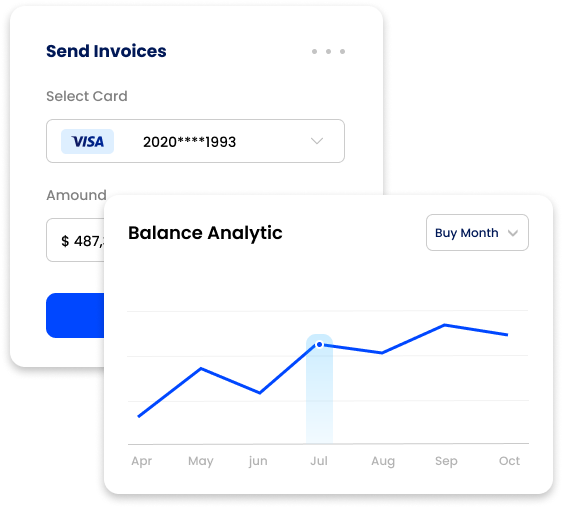 Send Invoices
Select Card
VISA 2020****1993
Amound
$ 487,
Balance Analytic
Buy Month
Apr May jun Jul Aug Sep Oct